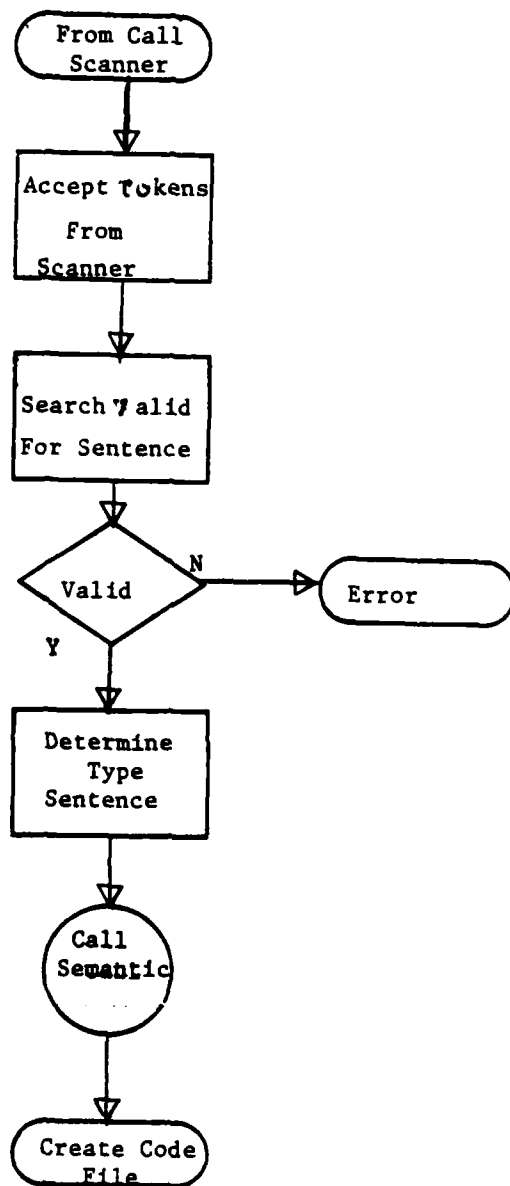 From Call
Scanner
Accept Tokens
From
Scanner
Search Valid
For Sentence
Valid
N
Error
Y
Determine
Type
Sentence
Call
Semantic
Create Code
File